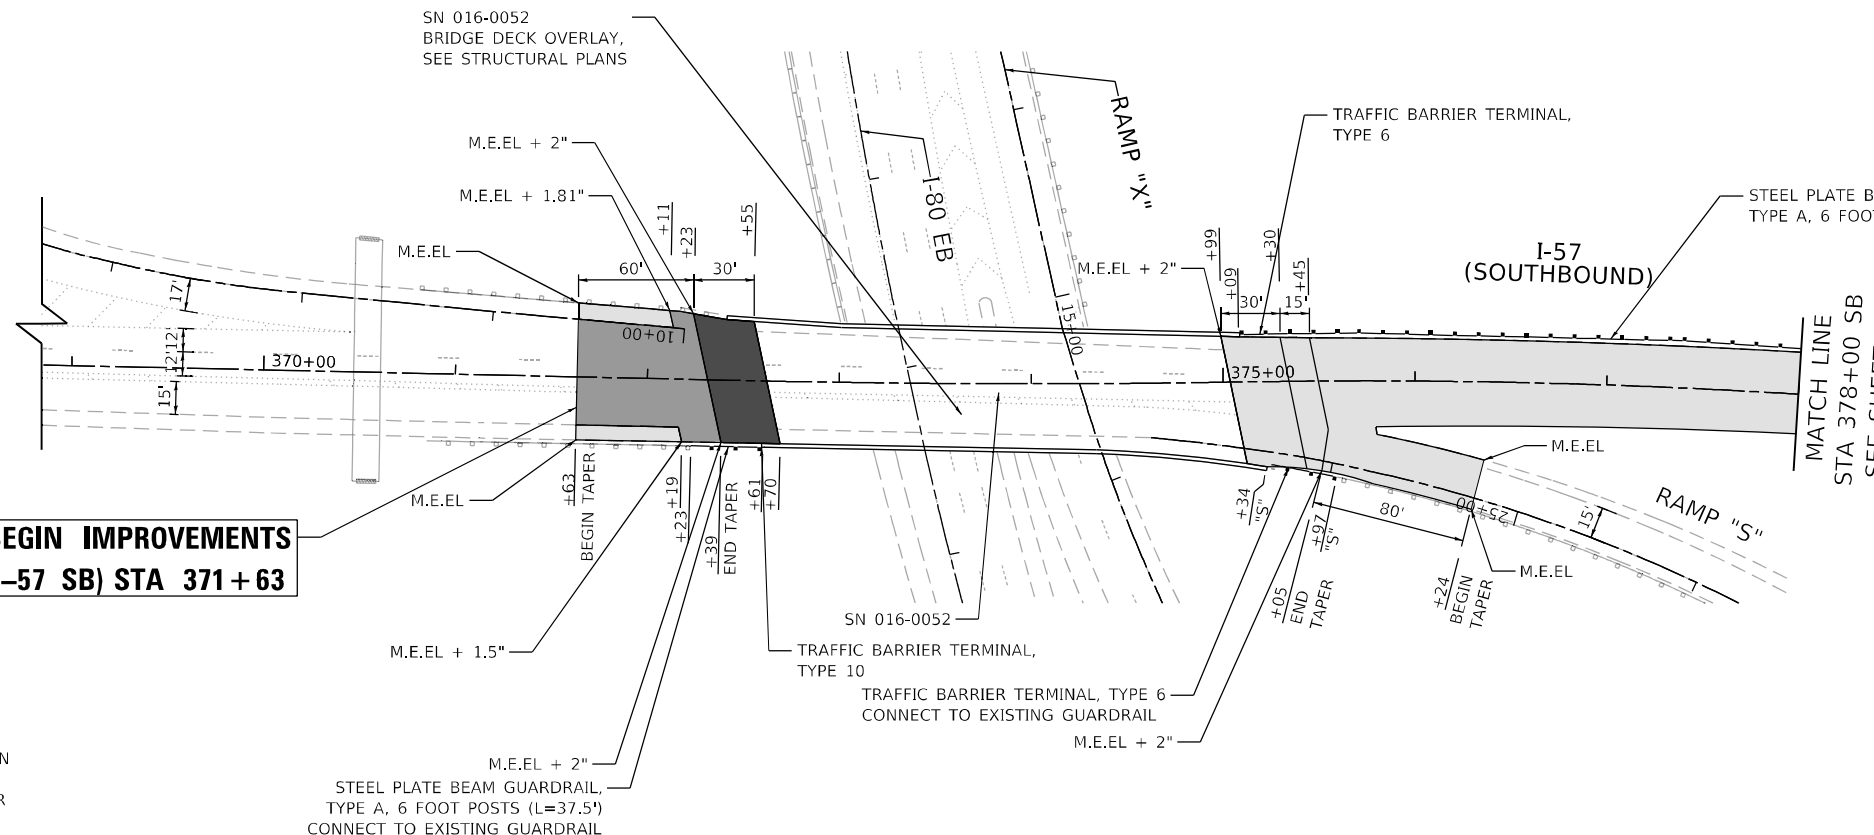 SN 016-0052
BRIDGE DECK OVERLAY,
SEE STRUCTURAL PLANS
M.E.EL + 2"
M.E.EL + 1.81"
M.E.EL
+11
+23
+55
60'
30'
I-80 EB
RAMP "X"
15+00
TRAFFIC BARRIER TERMINAL,
TYPE 6
STEEL PLATE B
TYPE A, 6 FOO
I-57
(SOUTHBOUND)
M.E.EL + 2"
+99
+09
+30
+45
30'
15'
17'
12'
12'
15'
370+00
10+00
375+00
MATCH LINE
STA 378+00 SB
M.E.EL
RAMP "S"
15'
25+00
M.E.EL
80'
+24
BEGIN
TAPER
+97
"S"
+05
END
TAPER
+34
"S"
M.E.EL
+63
BEGIN TAPER
+19
+23
+39
END TAPER
+61
+70
BEGIN IMPROVEMENTS
–57 SB) STA 371+63
M.E.EL + 1.5"
SN 016-0052
TRAFFIC BARRIER TERMINAL,
TYPE 10
TRAFFIC BARRIER TERMINAL, TYPE 6
CONNECT TO EXISTING GUARDRAIL
M.E.EL + 2"
M.E.EL + 2"
STEEL PLATE BEAM GUARDRAIL,
TYPE A, 6 FOOT POSTS (L=37.5')
CONNECT TO EXISTING GUARDRAIL
N
R